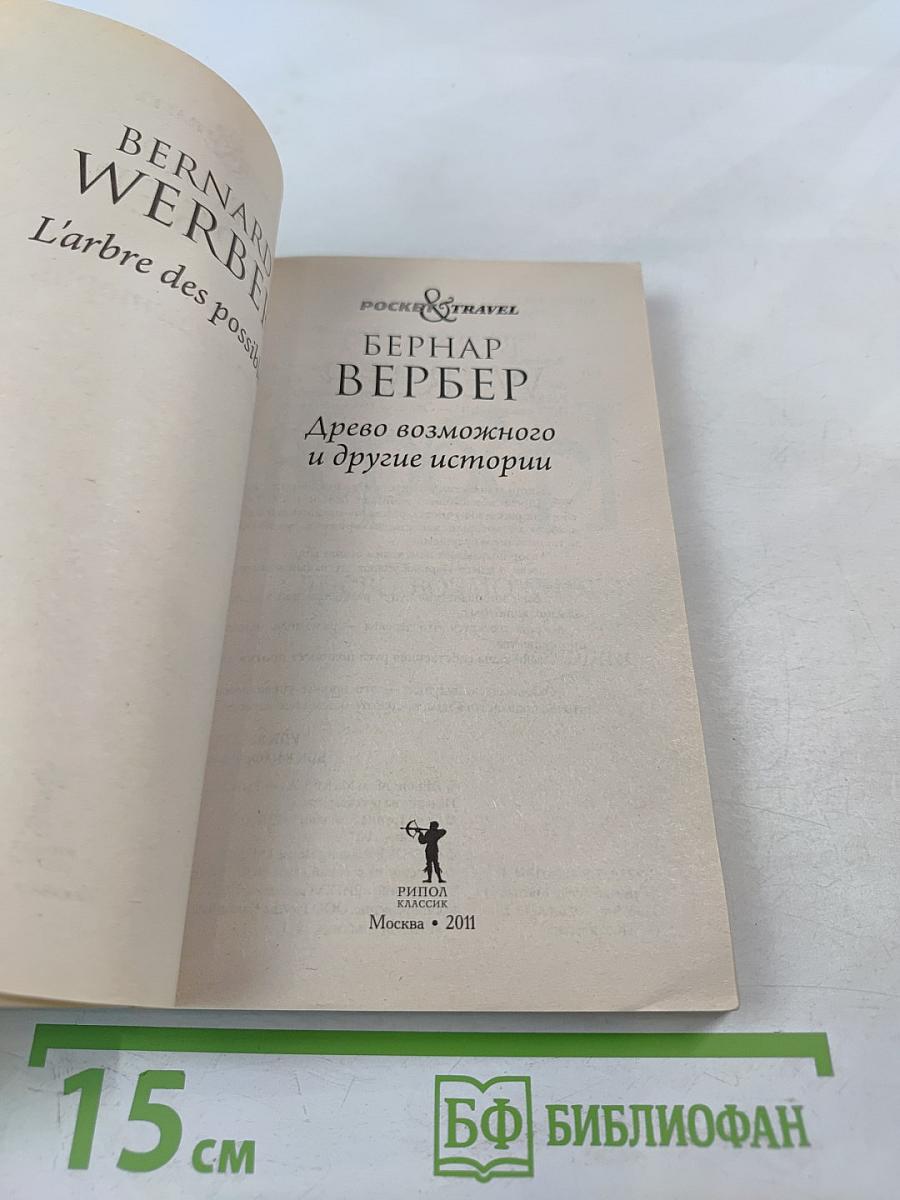 BERNARD
WERBER
L'arbre des possib
POCKET & TRAVEL
БЕРНАР
ВЕРБЕР
Древо возможного
и другие истории
РИПОЛ
КЛАССИК
Москва • 2011
15 см
БФ БИБЛИОФАН